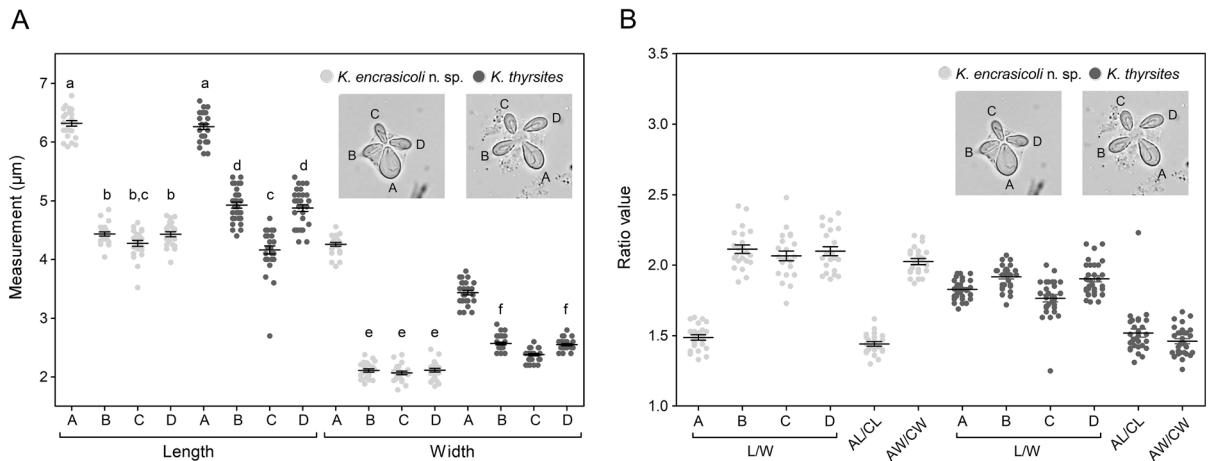 A
7
6
5
4
3
2
Measurement (µm)
K. encrasicoli n. sp. K. thyrsites
C D B A
C D B A
a b b,c b a d c d
e e e f f
A B C D A B C D A B C D A B C D
Length Width
B
3.5
3.0
2.5
2.0
1.5
1.0
Ratio value
K. encrasicoli n. sp. K. thyrsites
C D B A
C D B A
A B C D AL/CL AW/CW A B C D AL/CL AW/CW
L/W L/W